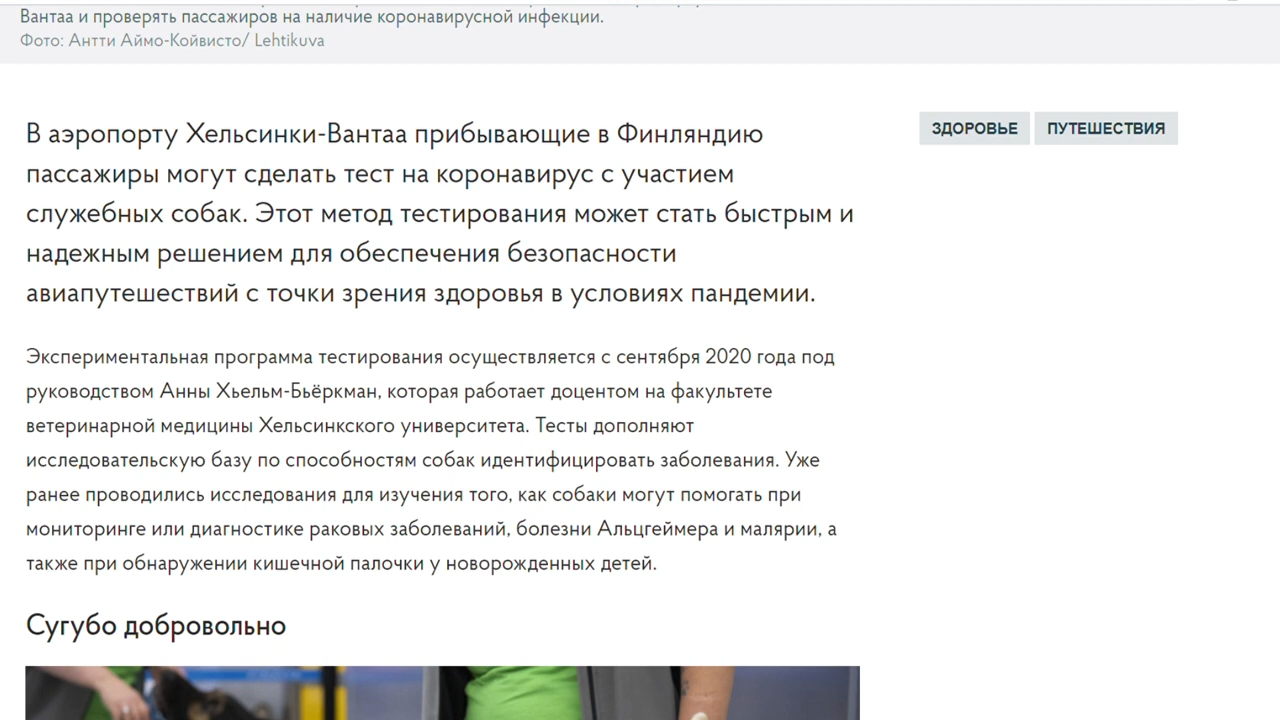 Вантаа и проверять пассажиров на наличие коронавирусной инфекции.
Фото: Антти Аймо-Койвисто/ Lehtikuva
В аэропорту Хельсинки-Вантаа прибывающие в Финляндию
пассажиры могут сделать тест на коронавирус с участием
служебных собак. Этот метод тестирования может стать быстрым и
надежным решением для обеспечения безопасности
авиапутешествий с точки зрения здоровья в условиях пандемии.
ЗДОРОВЬЕ ПУТЕШЕСТВИЯ
Экспериментальная программа тестирования осуществляется с сентября 2020 года под
руководством Анны Хьельм-Бьёркман, которая работает доцентом на факультете
ветеринарной медицины Хельсинкского университета. Тесты дополняют
исследовательскую базу по способностям собак идентифицировать заболевания. Уже
ранее проводились исследования для изучения того, как собаки могут помогать при
мониторинге или диагностике раковых заболеваний, болезни Альцгеймера и малярии, а
также при обнаружении кишечной палочки у новорожденных детей.
Сугубо добровольно